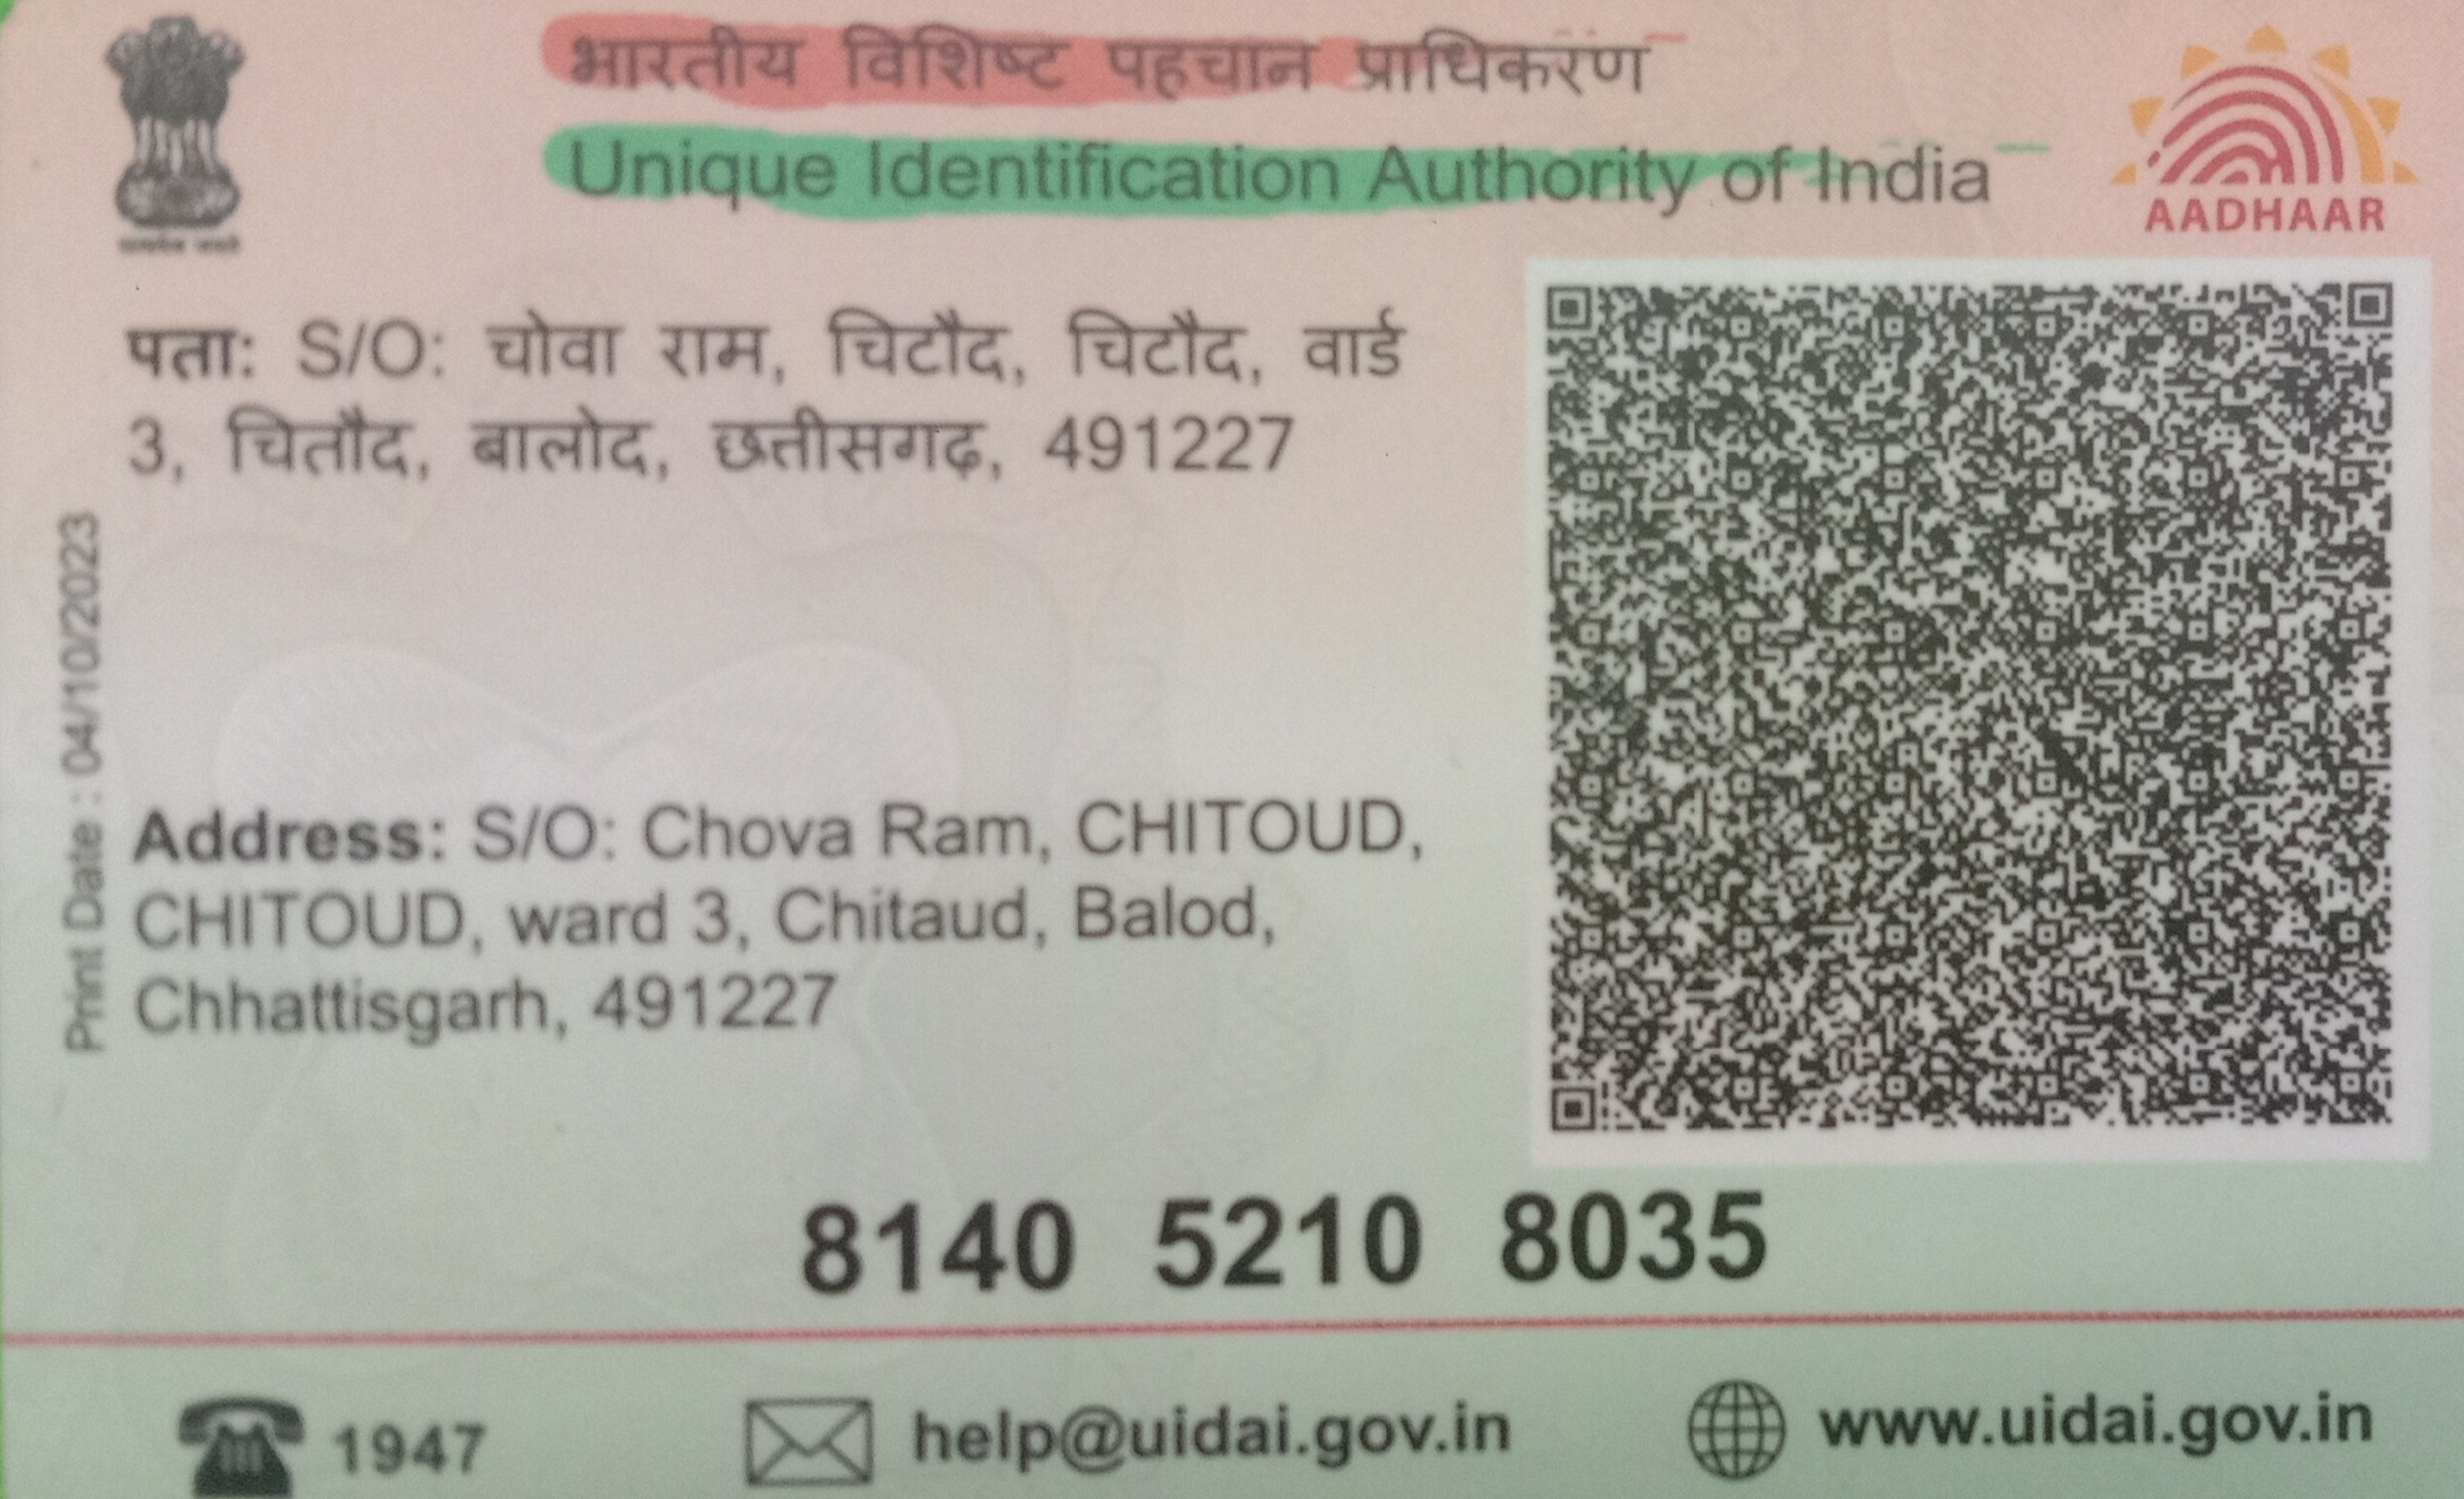 भारतीय विशिष्ट पहचान प्राधिकरण
Unique Identification Authority of India
AADHAAR
पता: S/O: चोवा राम, चिटौद, चिटौद, वार्ड
3, चितौद, बालोद, छत्तीसगढ़, 491227
Print Date : 04/10/2023
Address: S/O: Chova Ram, CHITOUD,
CHITOUD, ward 3, Chitaud, Balod,
Chhattisgarh, 491227
8140 5210 8035
1947
help@uidai.gov.in
www.uidai.gov.in